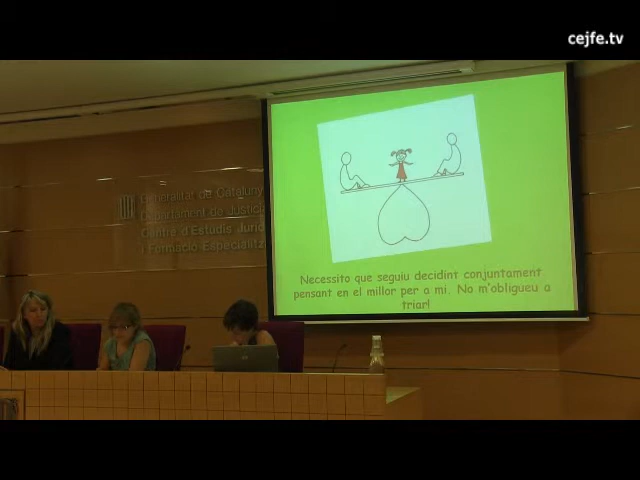 cejfe.tv
Generalitat de Catalunya
Departament de Justícia
Centre d'Estudis Jurídics
i Formació Especialitzada
Necessito que seguiu decidint conjuntament
pensant en el millor per a mi. No m'obligueu a
triar!